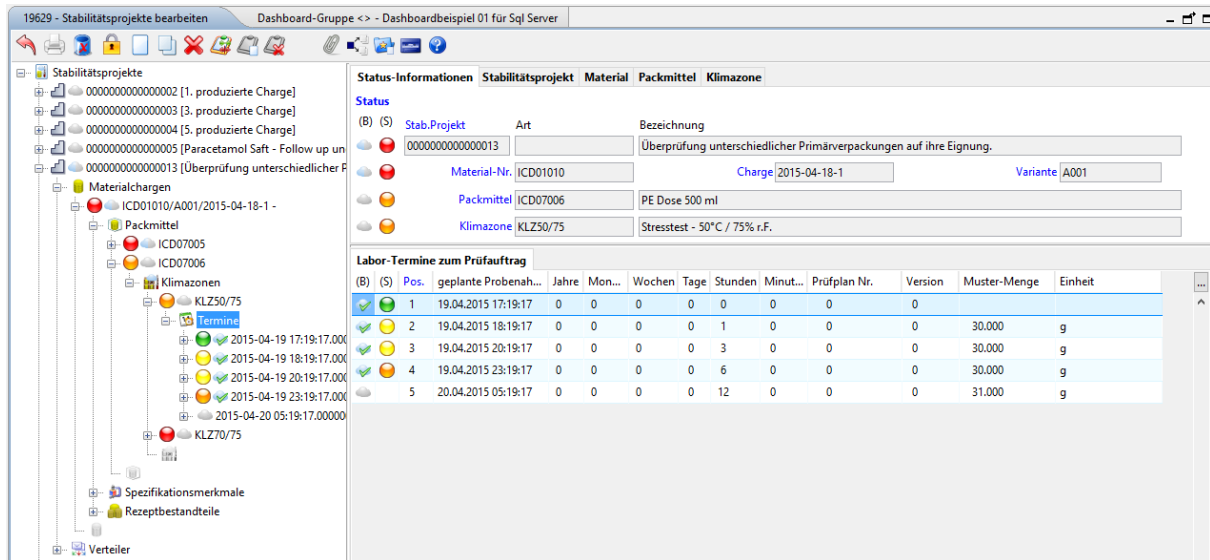 19629 - Stabilitätsprojekte bearbeiten Dashboard-Gruppe <> - Dashboardbeispiel 01 für Sql Server
Stabilitätsprojekte
0000000000000002 [1. produzierte Charge]
0000000000000003 [3. produzierte Charge]
0000000000000004 [5. produzierte Charge]
0000000000000005 [Paracetamol Saft - Follow up un
0000000000000013 [Überprüfung unterschiedlicher P
Materialchargen
ICD01010/A001/2015-04-18-1 -
Packmittel
ICD07005
ICD07006
Klimazonen
KLZ50/75
Termine
2015-04-19 17:19:17.000
2015-04-19 18:19:17.000
2015-04-19 20:19:17.000
2015-04-19 23:19:17.000
2015-04-20 05:19:17.00000
KLZ70/75
Spezifikationsmerkmale
Rezeptbestandteile
Verteiler
Status-Informationen Stabilitätsprojekt Material Packmittel Klimazone
Status
(B) (S) Stab.Projekt Art Bezeichnung
0000000000000013 Überprüfung unterschiedlicher Primärverpackungen auf ihre Eignung.
Material-Nr. ICD01010 Charge 2015-04-18-1 Variante A001
Packmittel ICD07006 PE Dose 500 ml
Klimazone KLZ50/75 Stresstest - 50°C / 75% r.F.
Labor-Termine zum Prüfauftrag
(B) (S) Pos. geplante Probenah... Jahre Mon... Wochen Tage Stunden Minut... Prüfplan Nr. Version Muster-Menge Einheit ...
1 19.04.2015 17:19:17 0 0 0 0 0 0 0 0
2 19.04.2015 18:19:17 0 0 0 0 1 0 0 0 30.000 g
3 19.04.2015 20:19:17 0 0 0 0 3 0 0 0 30.000 g
4 19.04.2015 23:19:17 0 0 0 0 6 0 0 0 30.000 g
5 20.04.2015 05:19:17 0 0 0 0 12 0 0 0 31.000 g